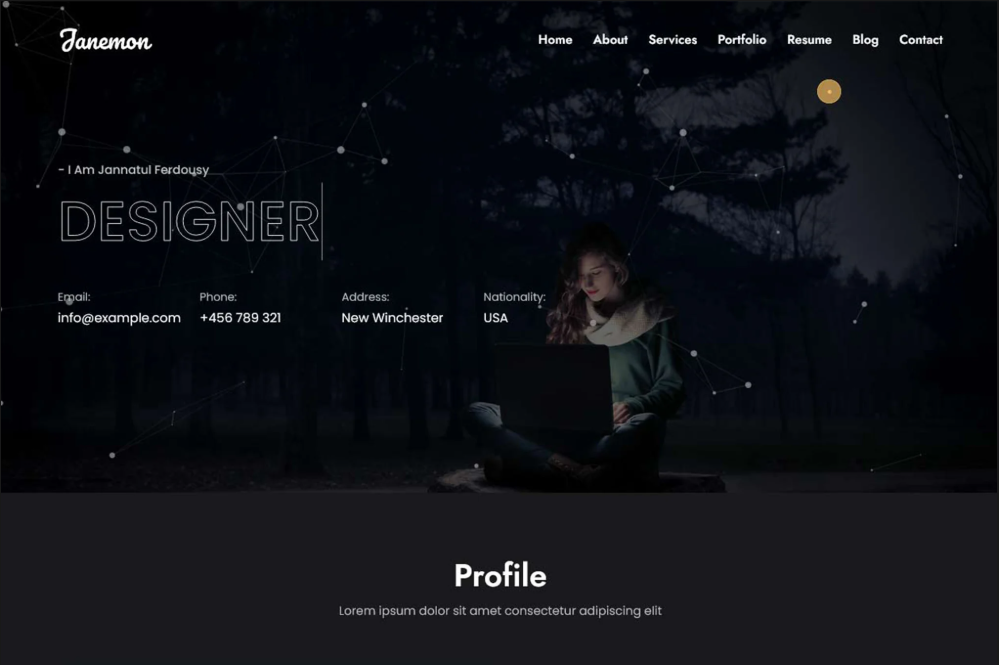 Janemon
Home About Services Portfolio Resume Blog Contact
- I Am Jannatul Ferdousy
DESIGNER
Email: Phone: Address: Nationality:
info@example.com +456 789 321 New Winchester USA
Profile
Lorem ipsum dolor sit amet consectetur adipiscing elit